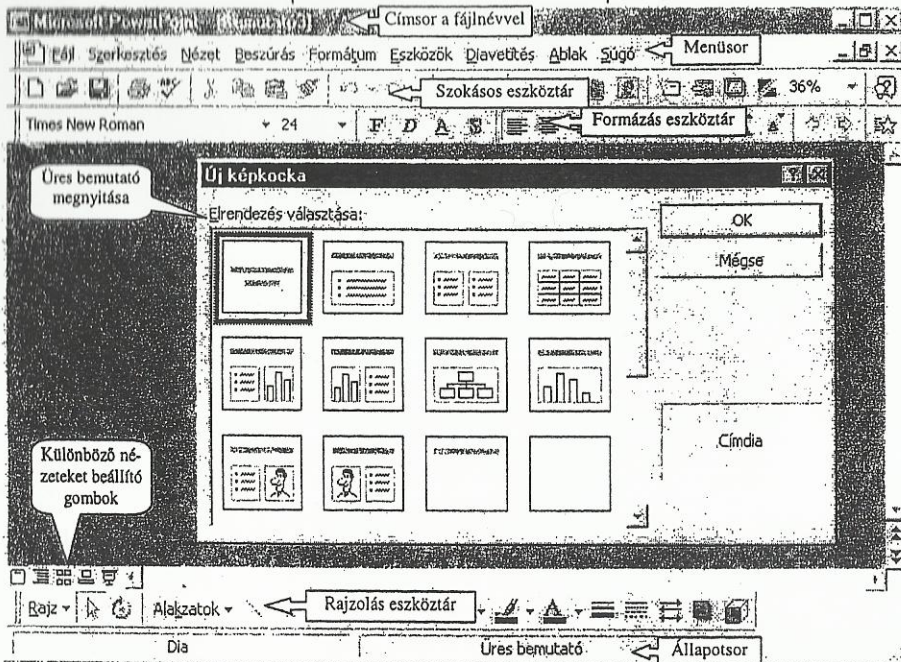 Microsoft PowerPoint - [Bemutató3]
Címsor a fájlnévvel
Fájl Szerkesztés Nézet Beszúrás Formátum Eszközök Diavetítés Ablak Súgó
Menüsor
Szokásos eszköztár
36%
Times New Roman
24
F D A S
Formázás eszköztár
Üres bemutató
megnyitása
Új képkocka
Elrendezés választása:
OK
Mégse
Címdia
Különböző né-
zeteket beállító
gombok
Rajz
Alakzatok
Rajzolás eszköztár
Dia
Üres bemutató
Állapotsor